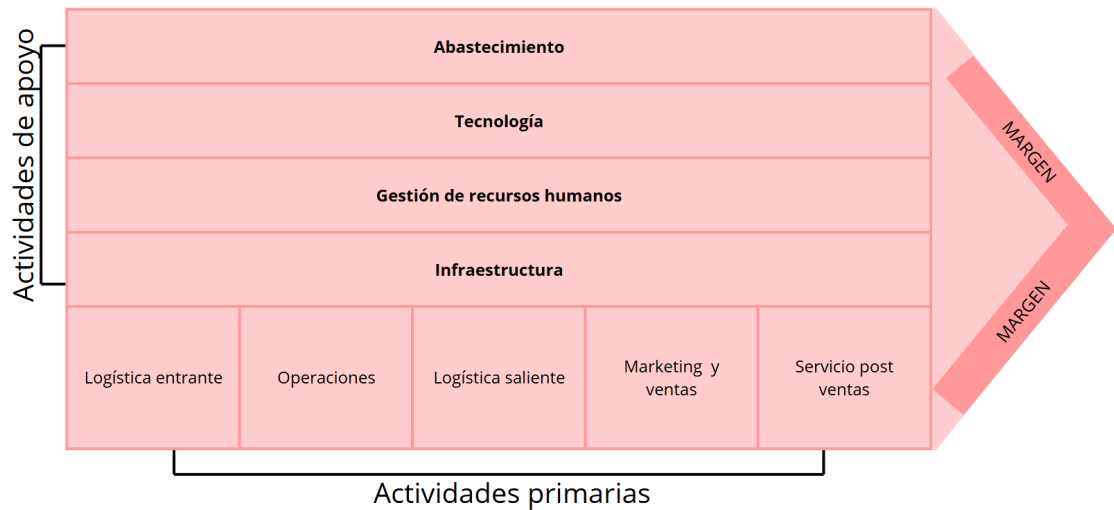 Actividades de apoyo
Abastecimiento
Tecnología
Gestión de recursos humanos
Infraestructura
Logística entrante
Operaciones
Logística saliente
Marketing y
ventas
Servicio post
ventas
MARGEN
MARGEN
Actividades primarias